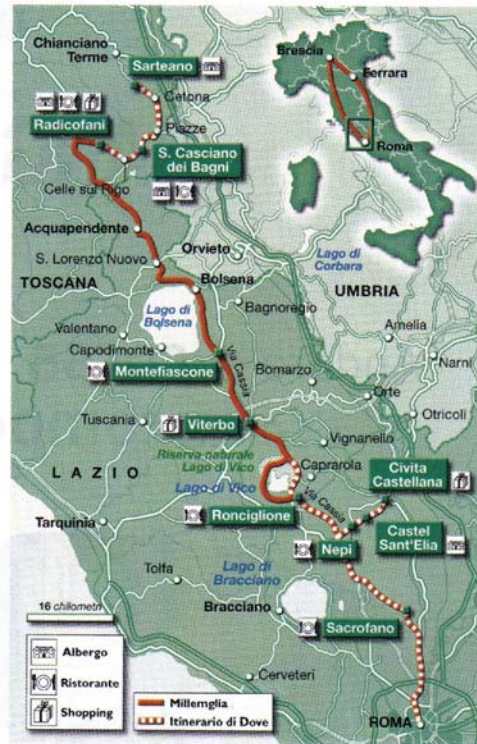 Chianciano
Terme
Sarteano
Cetona
Radicofani
Piazze
S. Casciano
dei Bagni
Celle sul Rigo
Acquapendente
S. Lorenzo Nuovo
Orvieto
TOSCANA
Bolsena
Bagnoregio
Lago di
Bolsena
Valentano
Capodimonte
Montefiascone
Via Cassia
Bomarzo
Viterbo
Tuscania
Riserva naturale
Lago di Vico
Vignanello
LAZIO
Lago di Vico
Caprarola
Via Cassia
Civita
Castellana
Ronciglione
Tarquinia
Nepi
Castel
Sant'Elia
Lago di
Bracciano
Tolfa
Bracciano
Sacrofano
Cerveteri
ROMA
Brescia
Ferrara
Roma
Lago di
Corbara
UMBRIA
Amelia
Narni
Orte
Otricoli
16 chilometri
Albergo
Ristorante
Shopping
Millemglia
Itinerario di Dove